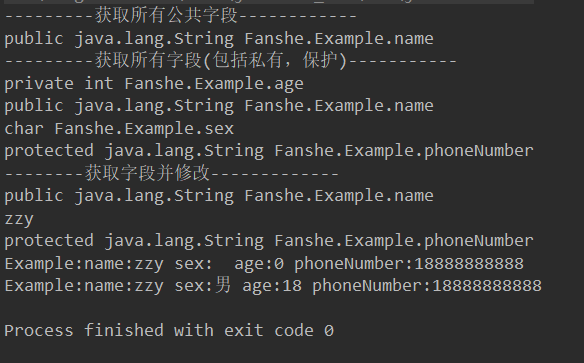 ---------获取所有公共字段------------
public java.lang.String Fanshe.Example.name
---------获取所有字段(包括私有，保护)-----------
private int Fanshe.Example.age
public java.lang.String Fanshe.Example.name
char Fanshe.Example.sex
protected java.lang.String Fanshe.Example.phoneNumber
--------获取字段并修改-------------
public java.lang.String Fanshe.Example.name
zzy
protected java.lang.String Fanshe.Example.phoneNumber
Example:name:zzy sex:  age:0 phoneNumber:18888888888
Example:name:zzy sex:男 age:18 phoneNumber:18888888888
Process finished with exit code 0